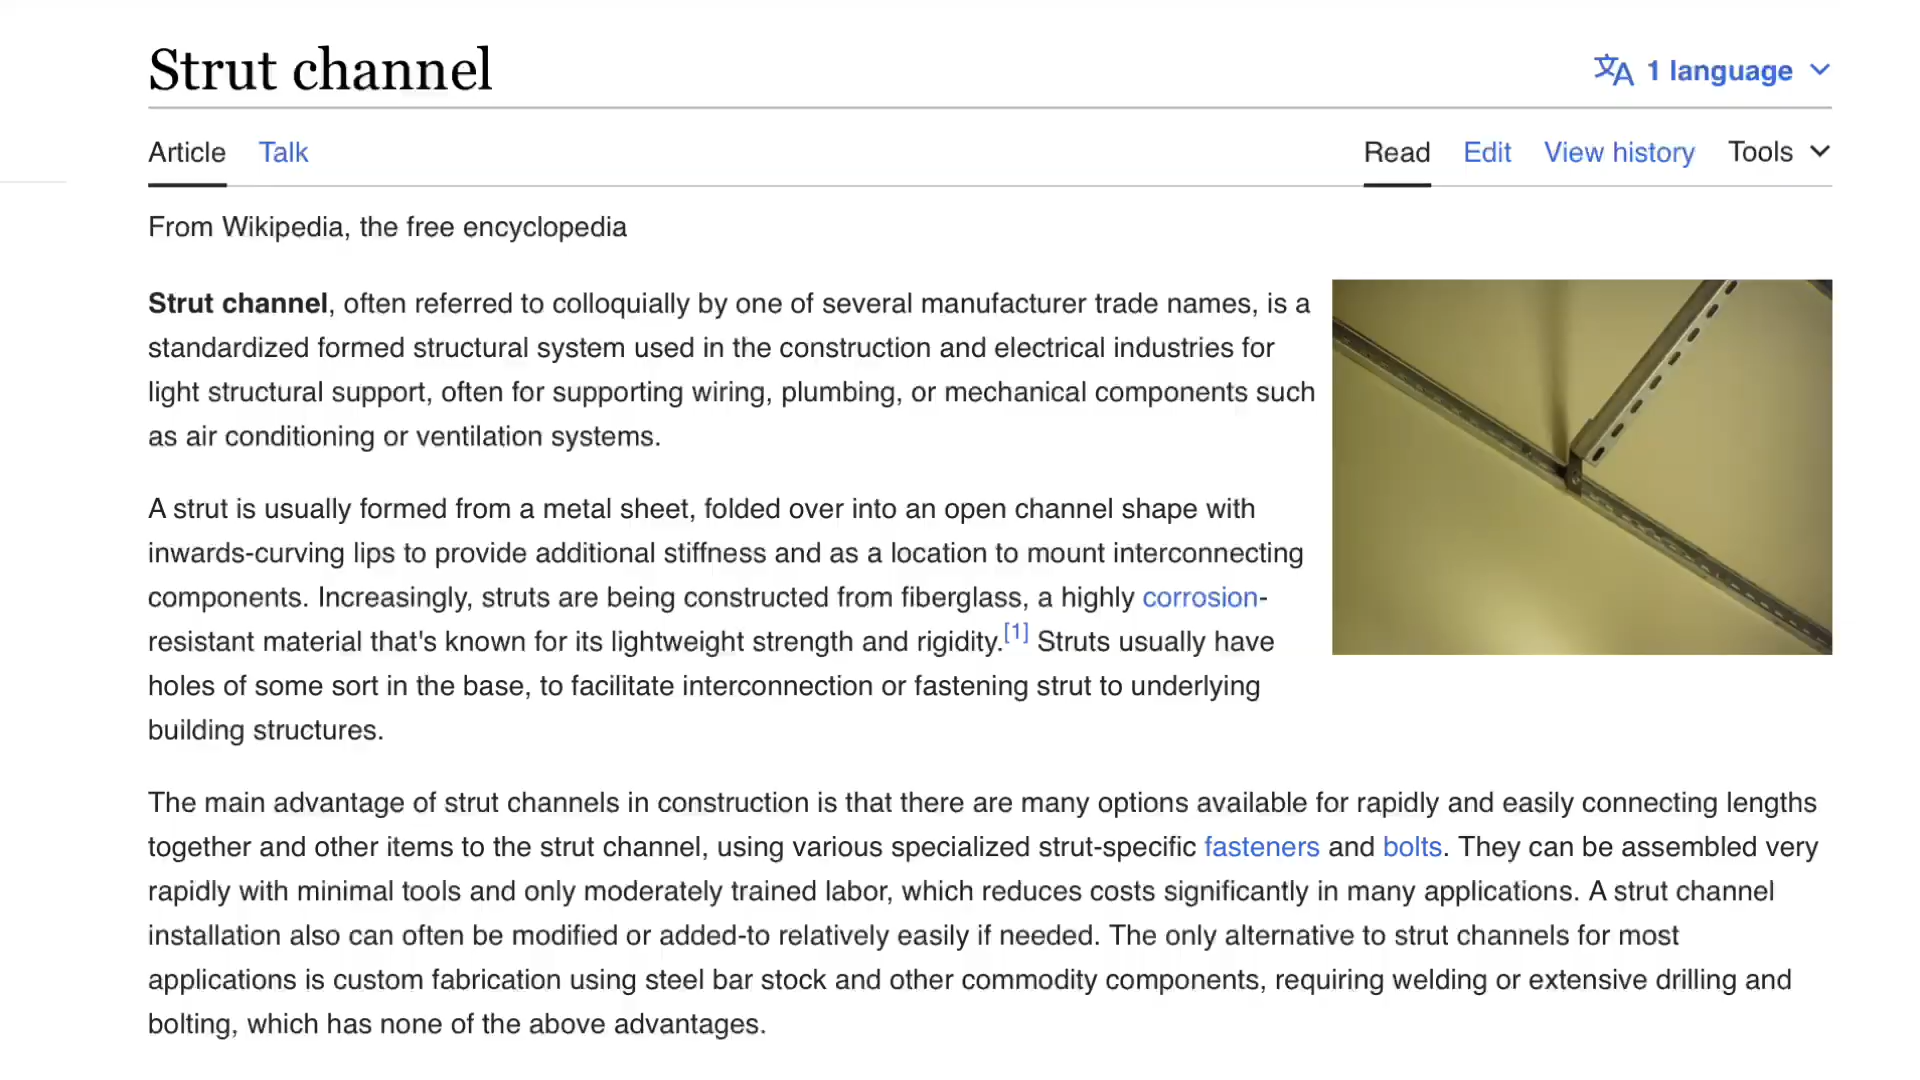 Strut channel
1 language
Article Talk
Read Edit View history Tools
From Wikipedia, the free encyclopedia
Strut channel, often referred to colloquially by one of several manufacturer trade names, is a
standardized formed structural system used in the construction and electrical industries for
light structural support, often for supporting wiring, plumbing, or mechanical components such
as air conditioning or ventilation systems.
A strut is usually formed from a metal sheet, folded over into an open channel shape with
inwards-curving lips to provide additional stiffness and as a location to mount interconnecting
components. Increasingly, struts are being constructed from fiberglass, a highly corrosion-
resistant material that's known for its lightweight strength and rigidity.[1] Struts usually have
holes of some sort in the base, to facilitate interconnection or fastening strut to underlying
building structures.
The main advantage of strut channels in construction is that there are many options available for rapidly and easily connecting lengths
together and other items to the strut channel, using various specialized strut-specific fasteners and bolts. They can be assembled very
rapidly with minimal tools and only moderately trained labor, which reduces costs significantly in many applications. A strut channel
installation also can often be modified or added-to relatively easily if needed. The only alternative to strut channels for most
applications is custom fabrication using steel bar stock and other commodity components, requiring welding or extensive drilling and
bolting, which has none of the above advantages.